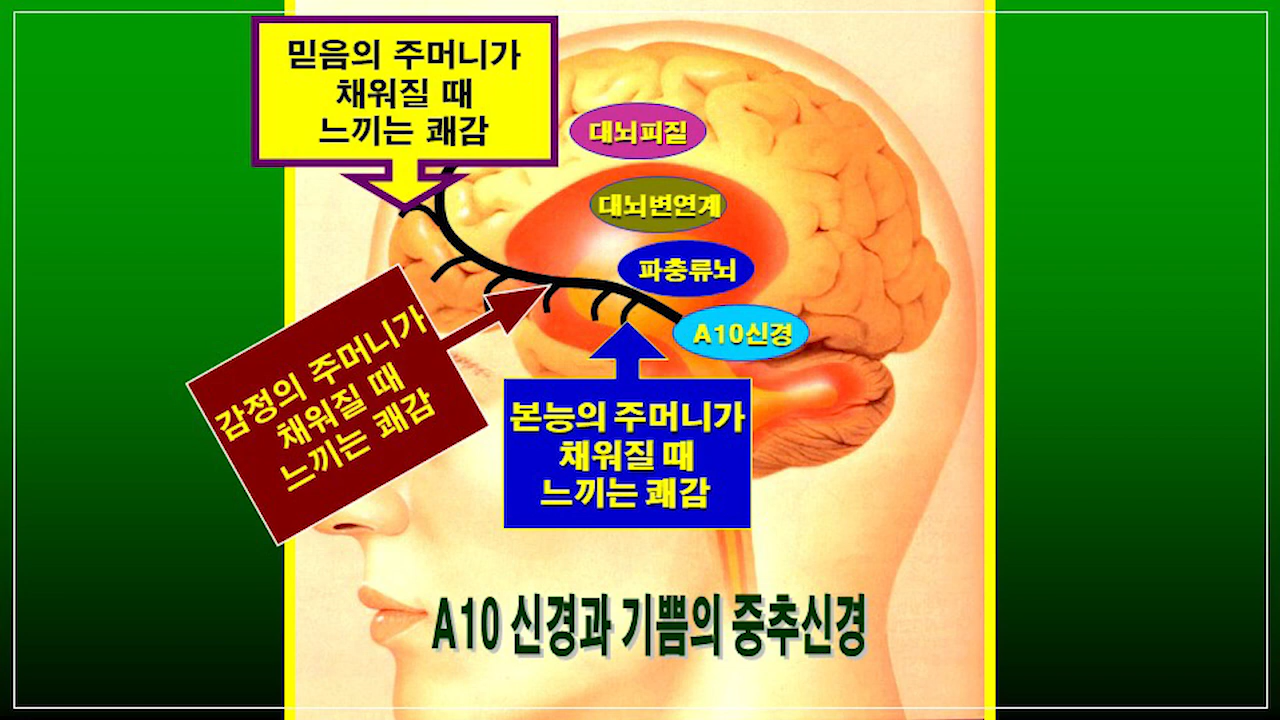 믿음의 주머니가
채워질 때
느끼는 쾌감
대뇌피질
대뇌변연계
파충류뇌
A10신경
감정의 주머니가
채워질 때
느끼는 쾌감
본능의 주머니가
채워질 때
느끼는 쾌감
A10 신경과 기쁨의 중추신경